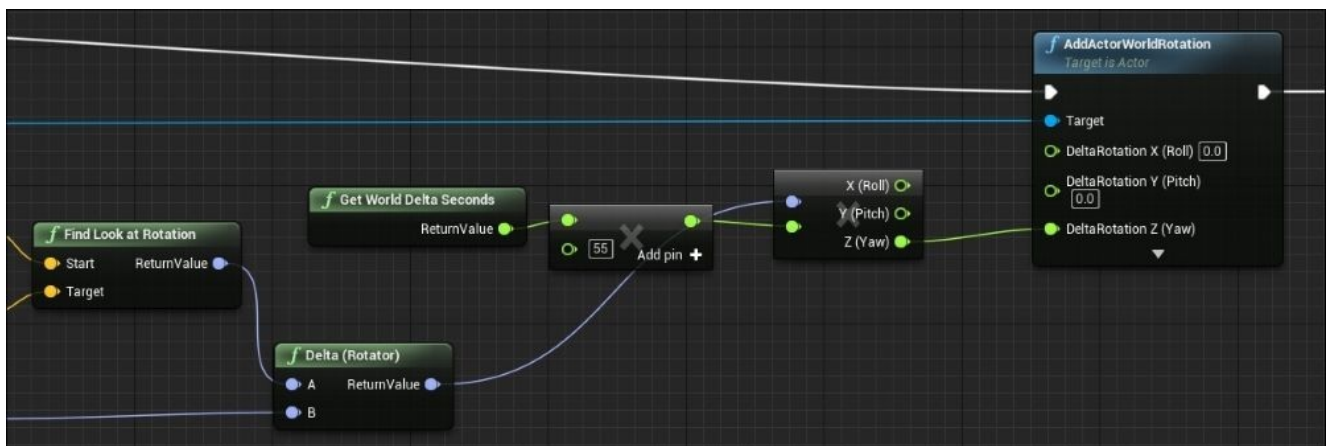 AddActorWorldRotation
Target is Actor
Target
DeltaRotation X (Roll) 0.0
DeltaRotation Y (Pitch)
0.0
DeltaRotation Z (Yaw)
X (Roll)
Y (Pitch)
Z (Yaw)
f Get World Delta Seconds
ReturnValue
55
Add pin +
f Find Look at Rotation
Start ReturnValue
Target
f Delta (Rotator)
A ReturnValue
B